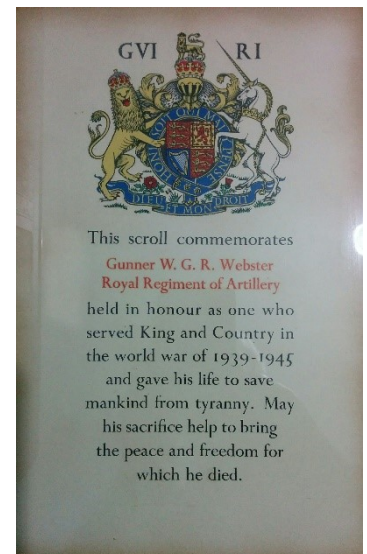 GVI RI
HONI SOIT QUI MAL Y PENSE
DIEU ET MON DROIT
This scroll commemorates
Gunner W. G. R. Webster
Royal Regiment of Artillery
held in honour as one who
served King and Country in
the world war of 1939-1945
and gave his life to save
mankind from tyranny. May
his sacrifice help to bring
the peace and freedom for
which he died.